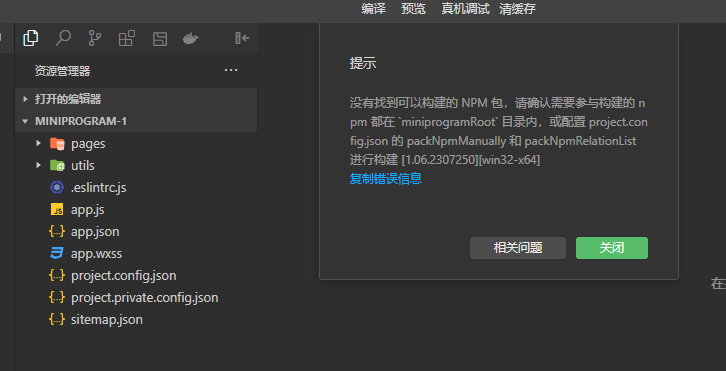 编译 预览 真机调试 清缓存
资源管理器 ···
打开的编辑器
MINIPROGRAM-1
pages
utils
.eslintrc.js
JS app.js
{..} app.json
app.wxss
{..} project.config.json
{..} project.private.config.json
{..} sitemap.json
提示
没有找到可以构建的 NPM 包，请确认需要参与构建的 n
pm 都在 `miniprogramRoot` 目录内，或配置 project.con
fig.json 的 packNpmManually 和 packNpmRelationList
进行构建 [1.06.2307250][win32-x64]
复制错误信息
相关问题 关闭
在